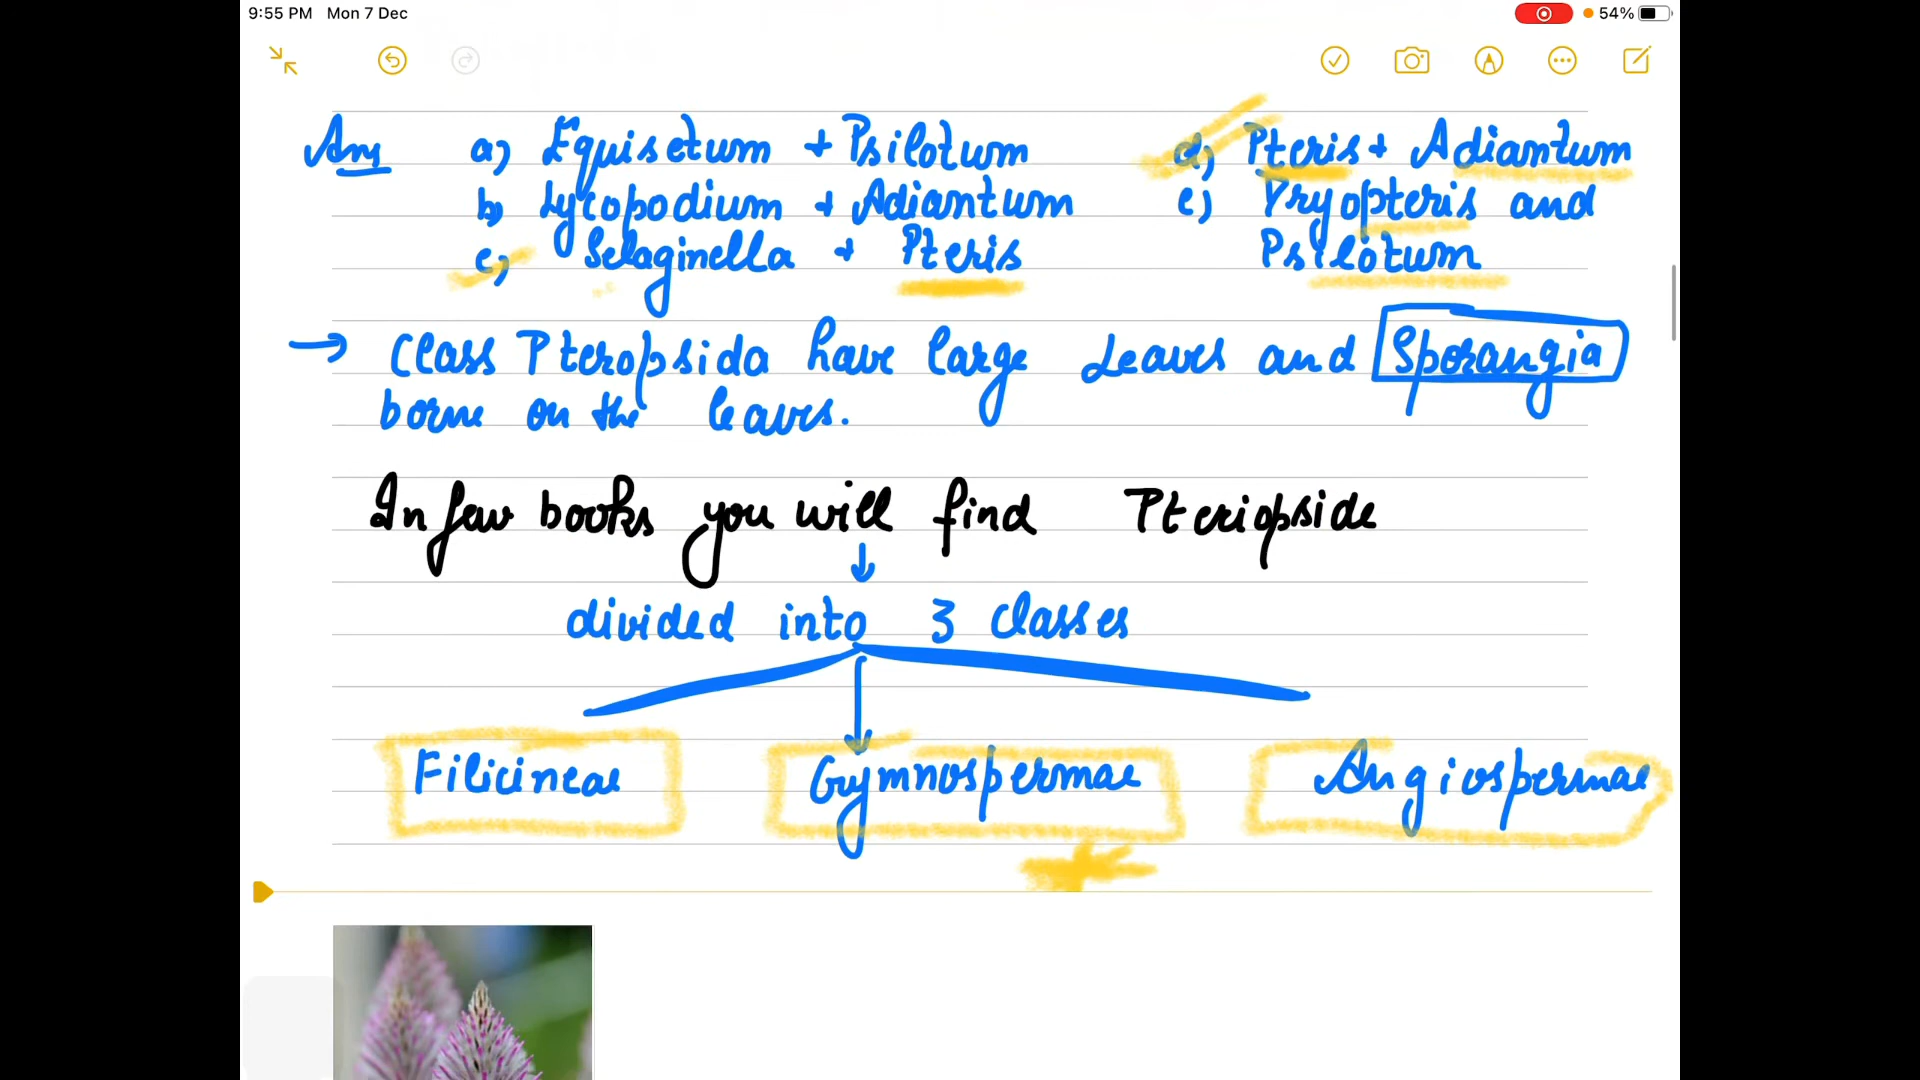 9:55 PM Mon 7 Dec
54%
Ans a) Equisetum + Psilotum
b) Lycopodium + Adiantum
c) Selaginella + Pteris
d) Pteris + Adiantum
e) Dryopteris and
Psilotum
→ Class Pteropsida have large Leaves and Sporangia
borne on the leaves.
In few books you will find Pteriopside
↓
divided into 3 classes
Filicineae Gymnospermae Angiospermae